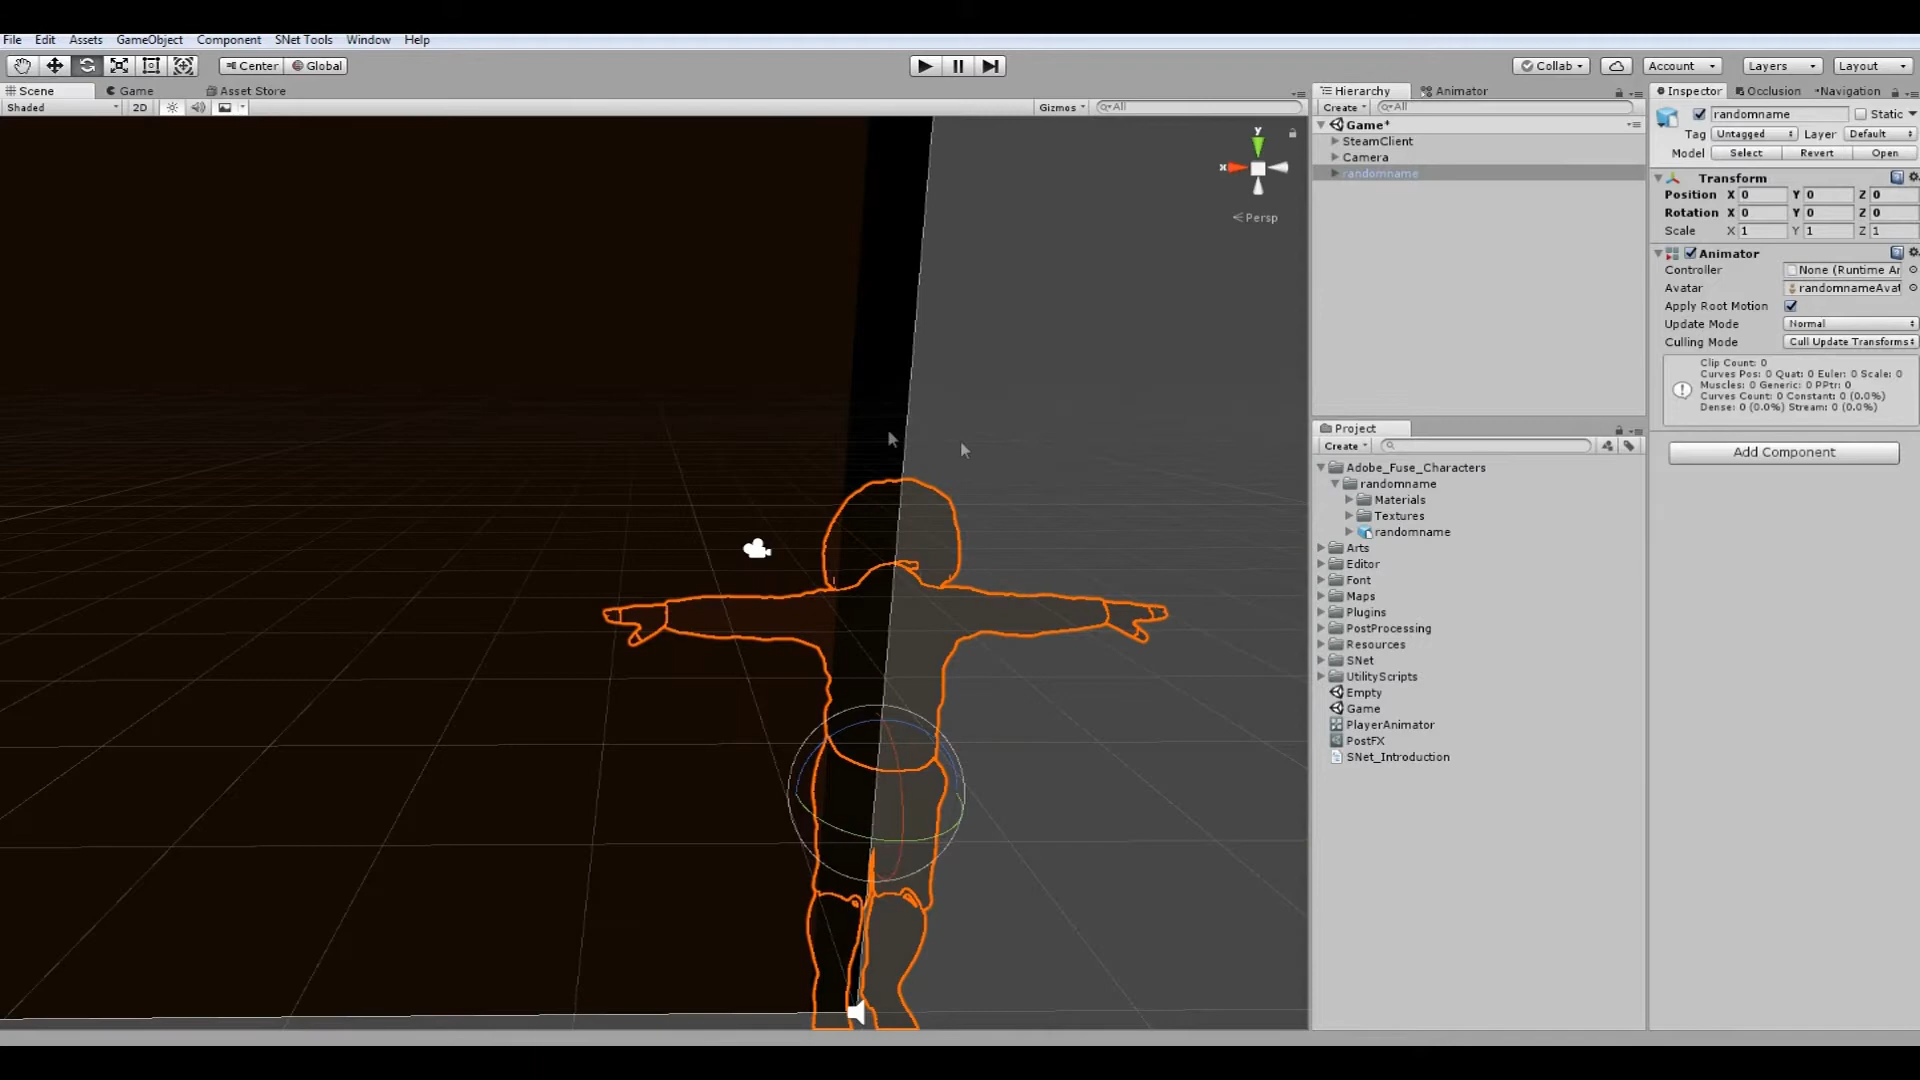 File Edit Assets GameObject Component SNet Tools Window Help
Center Global Collab Account Layers Layout
Scene Game Asset Store
Shaded 2D Gizmos All
y
x
Persp
Hierarchy Animator
Create All
Game*
SteamClient
Camera
randomname
Project
Create
Adobe_Fuse_Characters
randomname
Materials
Textures
randomname
Arts
Editor
Font
Maps
Plugins
PostProcessing
Resources
SNet
UtilityScripts
Empty
Game
PlayerAnimator
PostFX
SNet_Introduction
Inspector Occlusion Navigation
randomname Static
Tag Untagged Layer Default
Model Select Revert Open
Transform
Position X 0 Y 0 Z 0
Rotation X 0 Y 0 Z 0
Scale X 1 Y 1 Z 1
Animator
Controller None (Runtime Ar
Avatar randomnameAvat
Apply Root Motion
Update Mode Normal
Culling Mode Cull Update Transforms
Clip Count: 0
Curves Pos: 0 Quat: 0 Euler: 0 Scale: 0
Muscles: 0 Generic: 0 PPtr: 0
Curves Count: 0 Constant: 0 (0.0%)
Dense: 0 (0.0%) Stream: 0 (0.0%)
Add Component